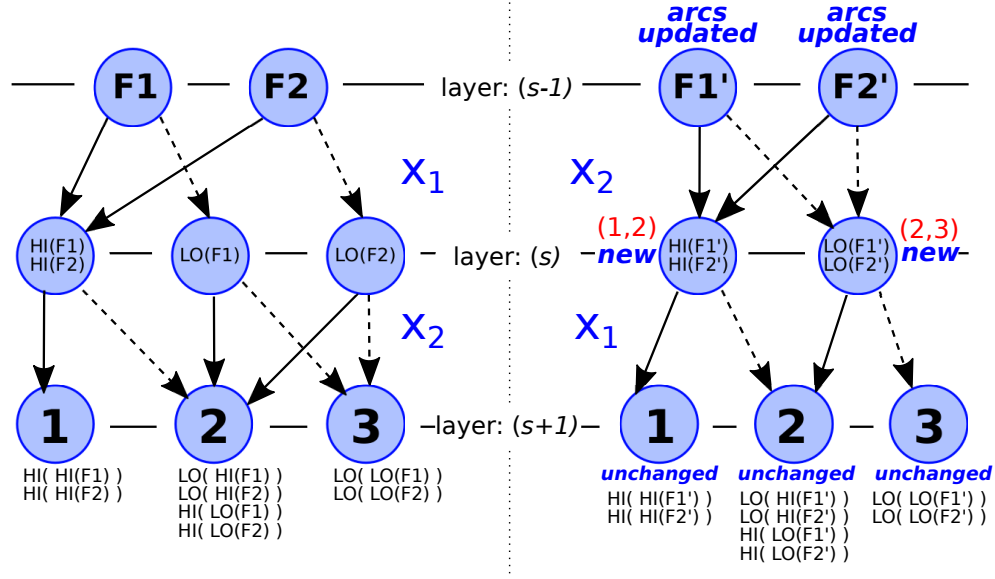 arcs
updated
arcs
updated
F1
F2
layer: (s-1)
F1'
F2'
x1
x2
HI(F1)
HI(F2)
LO(F1)
LO(F2)
layer: (s)
(1,2)
new
HI(F1')
HI(F2')
LO(F1')
LO(F2')
(2,3)
new
x2
x1
1
2
3
layer: (s+1)
1
2
3
unchanged
unchanged
unchanged
HI( HI(F1) )
HI( HI(F2) )
LO( HI(F1) )
LO( HI(F2) )
HI( LO(F1) )
HI( LO(F2) )
LO( LO(F1) )
LO( LO(F2) )
HI( HI(F1') )
HI( HI(F2') )
LO( HI(F1') )
LO( HI(F2') )
HI( LO(F1') )
HI( LO(F2') )
LO( LO(F1') )
LO( LO(F2') )